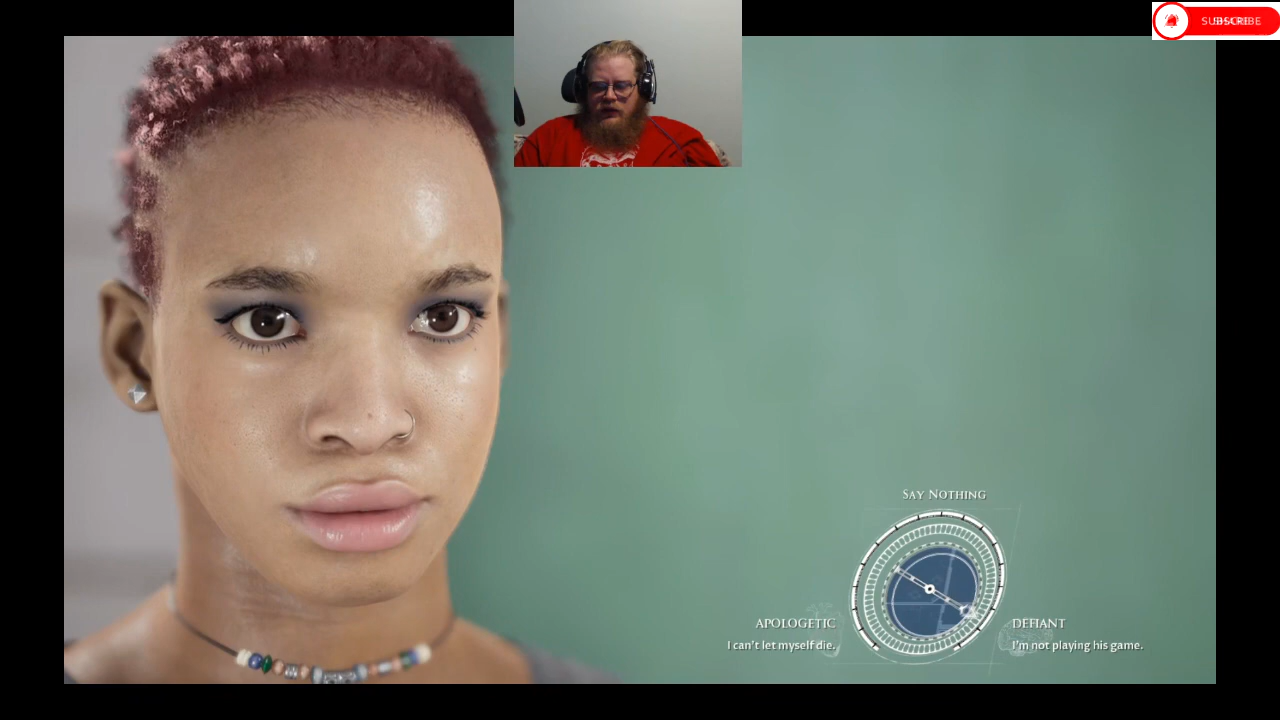 SAY NOTHING
APOLOGETIC
I can't let myself die.
DEFIANT
I'm not playing his game.